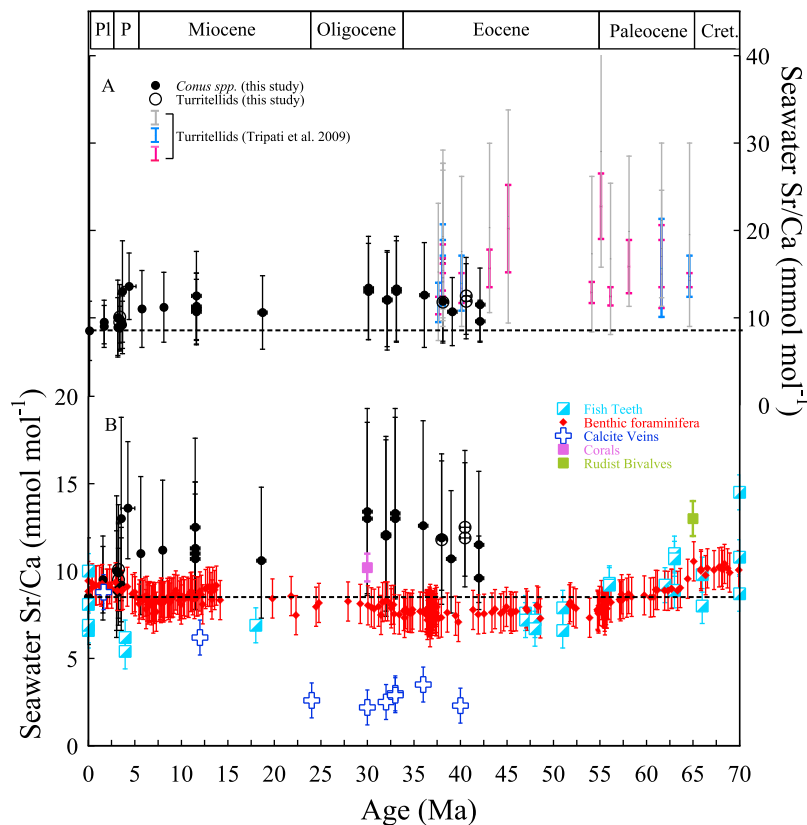 Pl P Miocene Oligocene Eocene Paleocene Cret.
A
Conus spp. (this study)
Turritellids (this study)
Turritellids (Tripati et al. 2009)
40
30
20
10
0
Seawater Sr/Ca (mmol mol⁻¹)
B
Fish Teeth
Benthic foraminifera
Calcite Veins
Corals
Rudist Bivalves
20
15
10
5
0
Seawater Sr/Ca (mmol mol⁻¹)
0 5 10 15 20 25 30 35 40 45 50 55 60 65 70
Age (Ma)